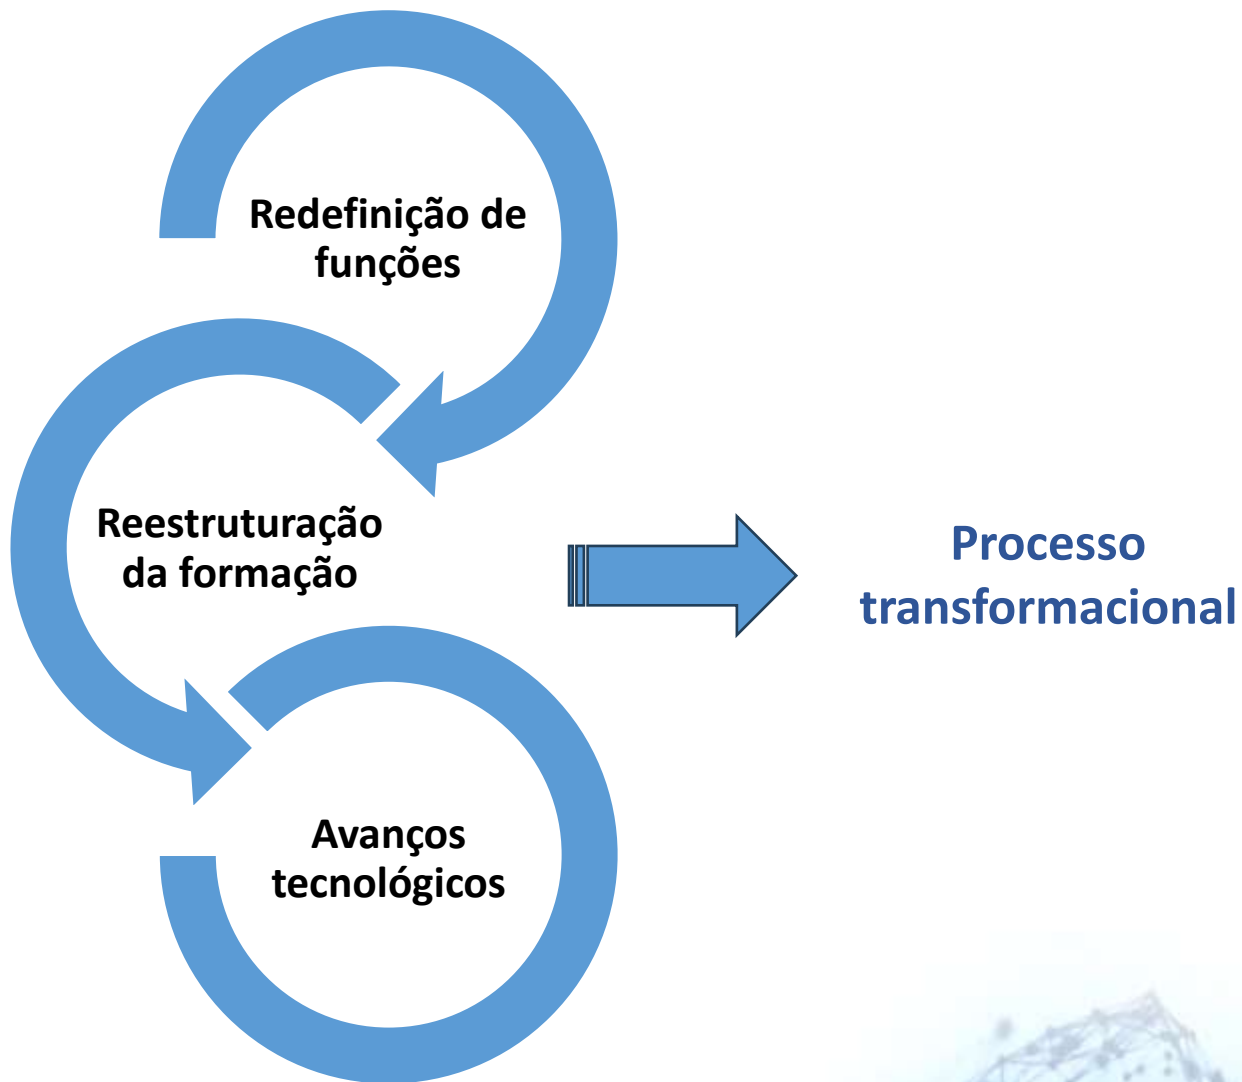 Redefinição de
funções
Reestruturação
da formação
Processo
transformacional
Avanços
tecnológicos